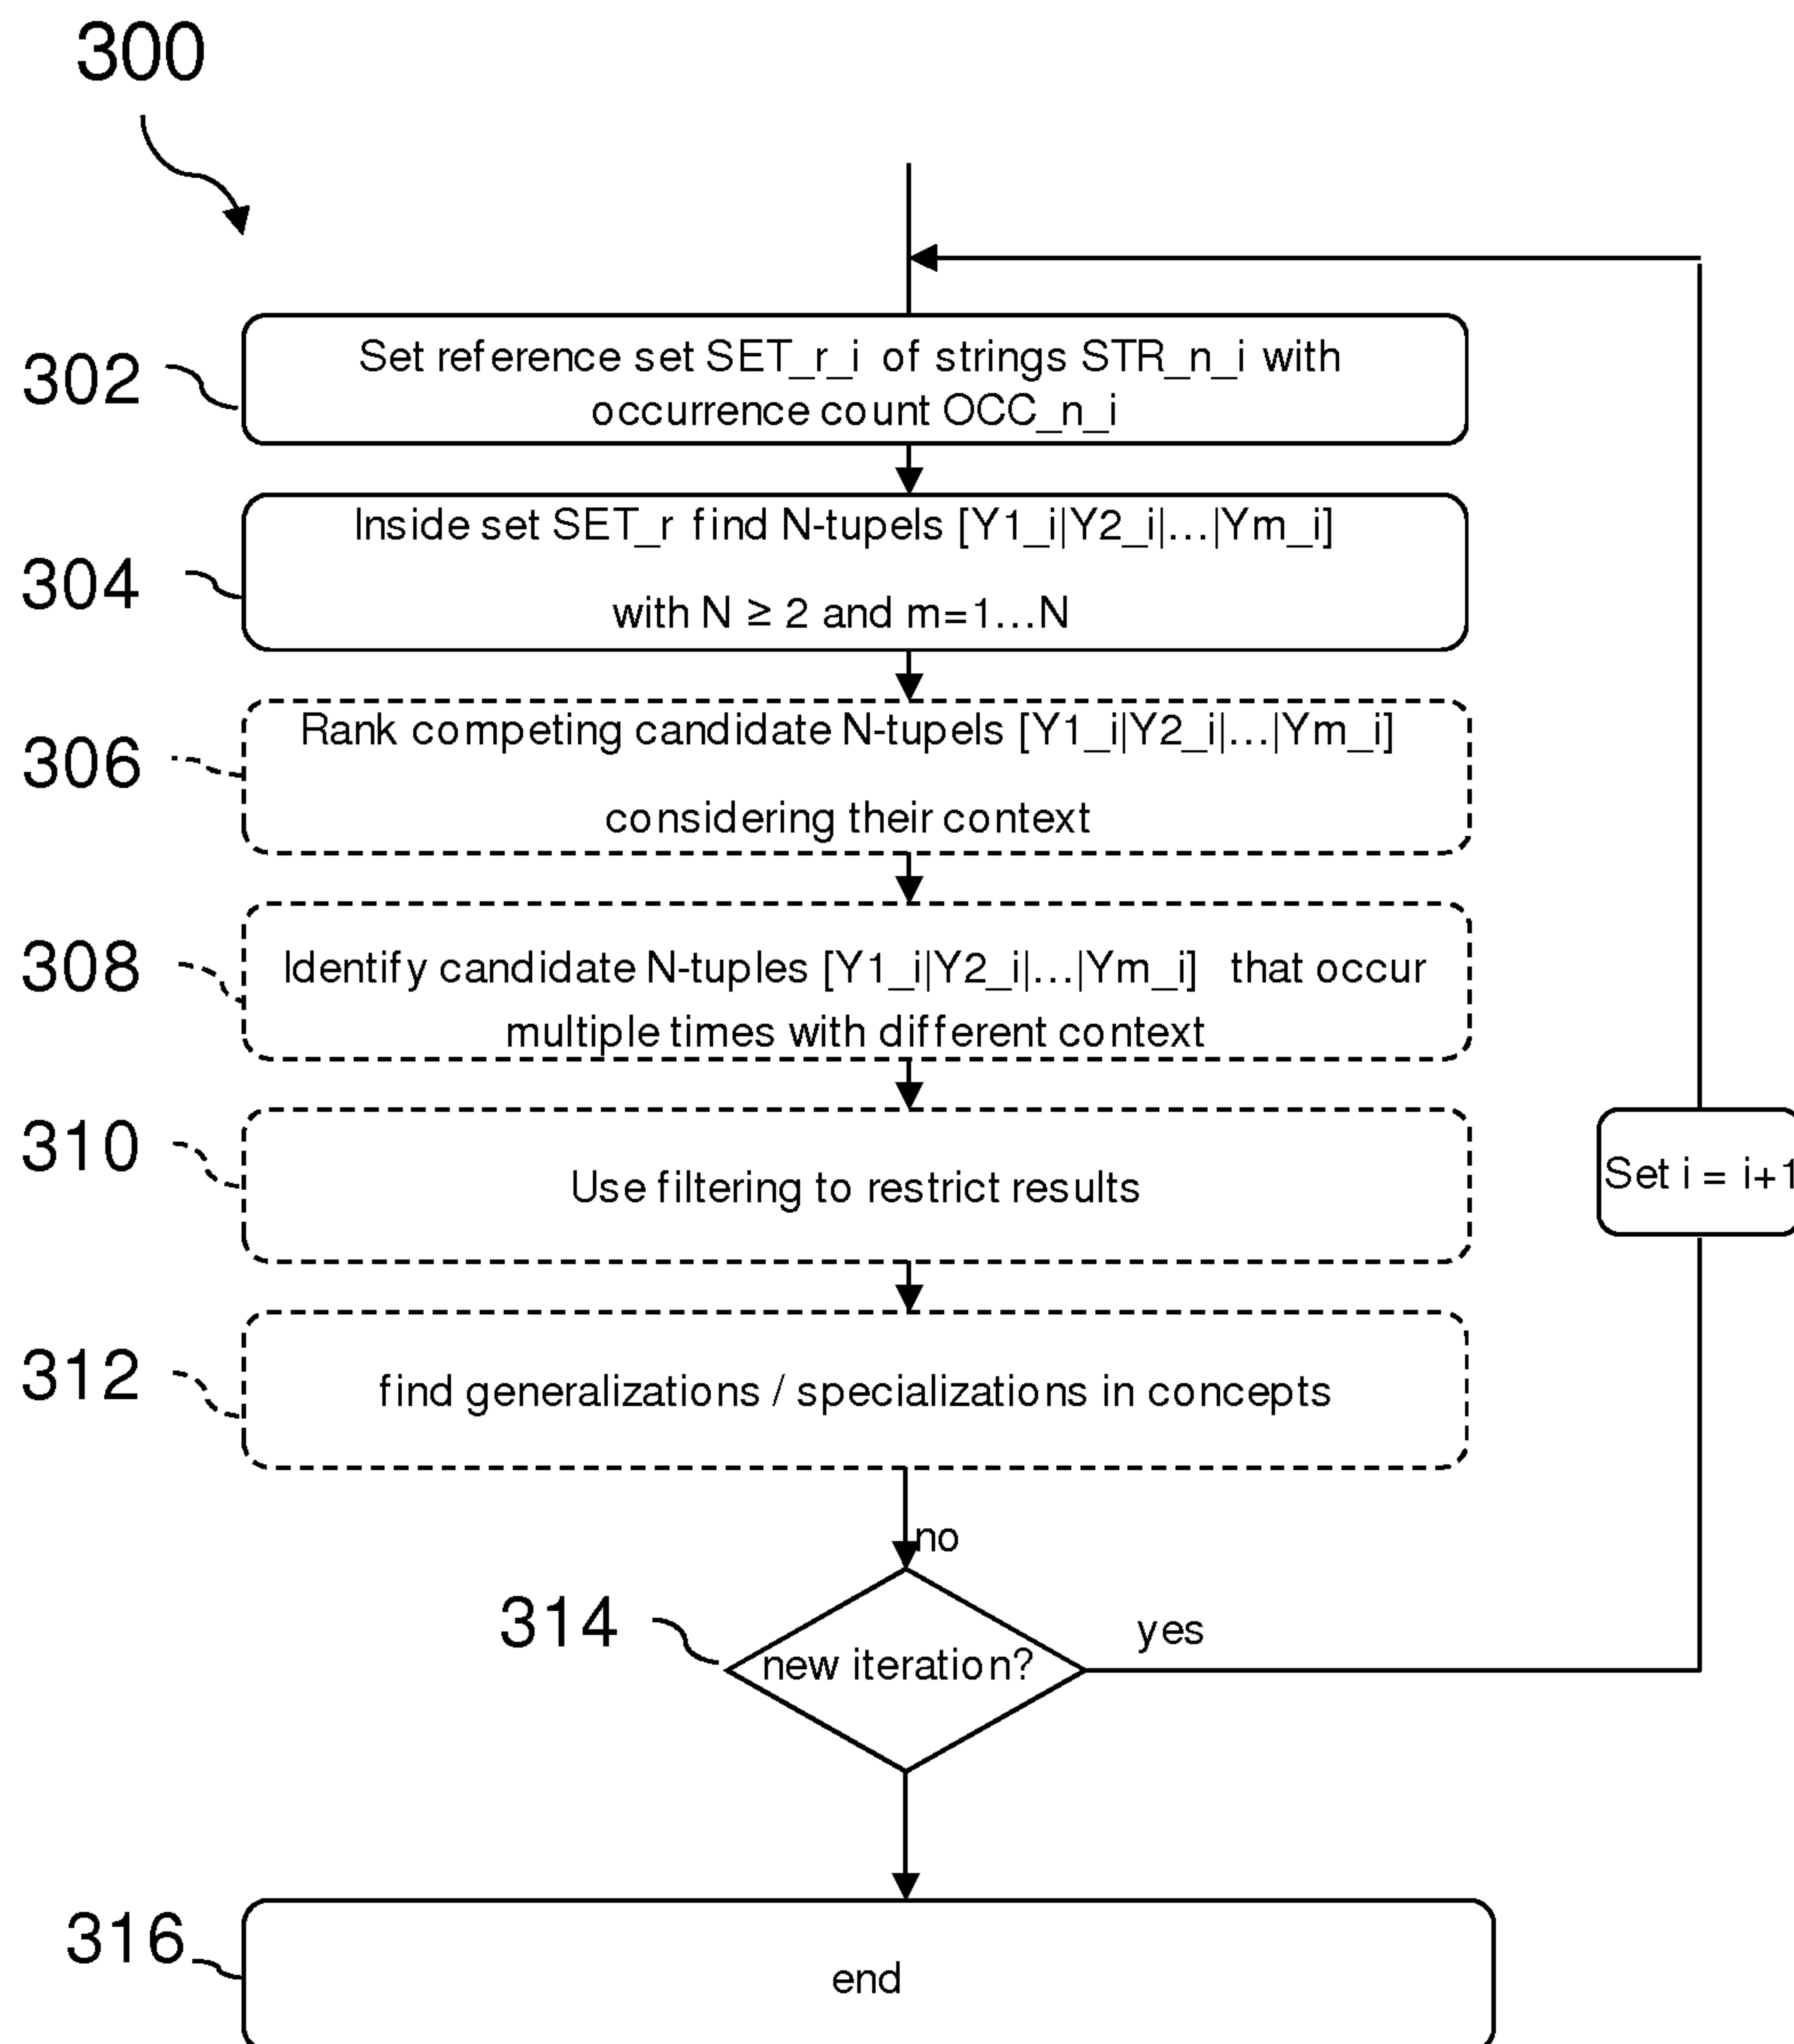 300
302
Set reference set SET_r_i of strings STR_n_i with
occurrence count OCC_n_i
304
Inside set SET_r find N-tupels [Y1_i|Y2_i|...|Ym_i]
with N ≥ 2 and m=1...N
306
Rank competing candidate N-tupels [Y1_i|Y2_i|...|Ym_i]
considering their context
308
Identify candidate N-tuples [Y1_i|Y2_i|...|Ym_i] that occur
multiple times with different context
310
Use filtering to restrict results
Set i = i+1
312
find generalizations / specializations in concepts
no
314
new iteration?
yes
316
end